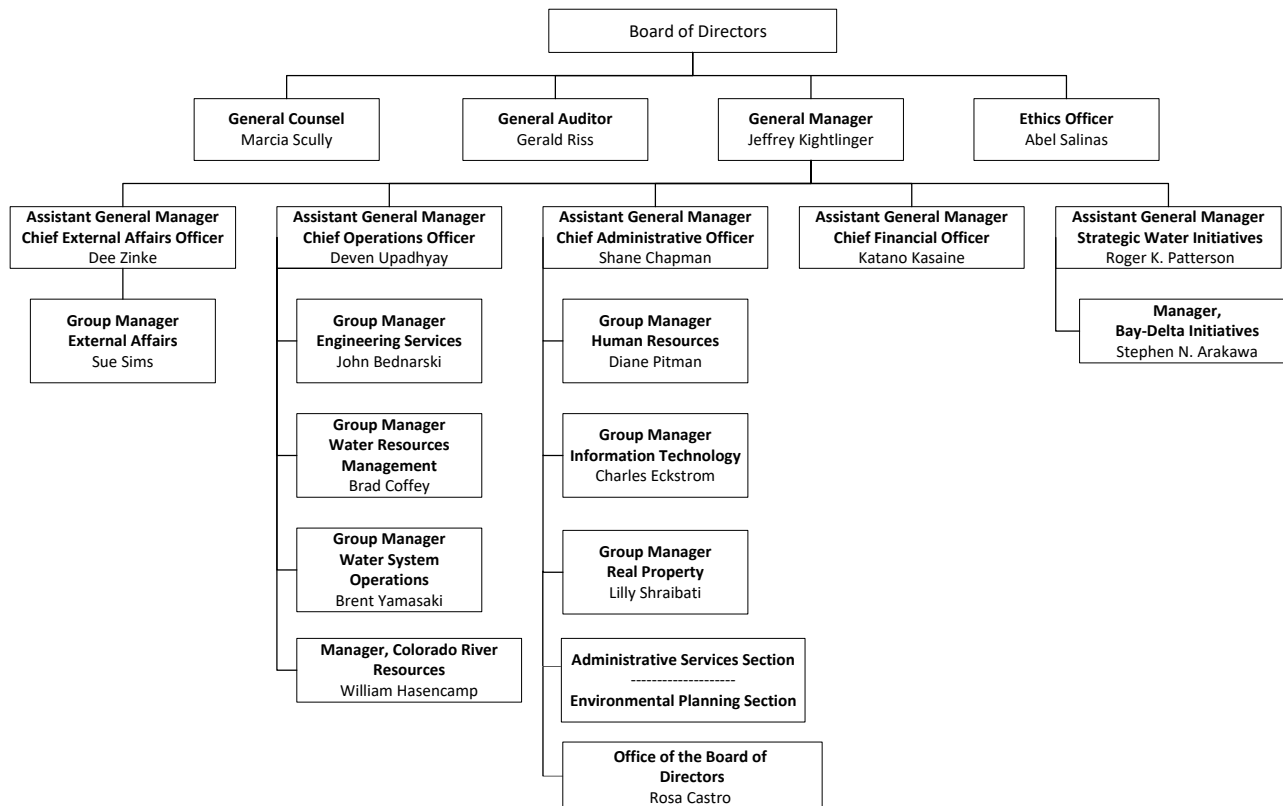 Board of Directors
General Counsel
Marcia Scully
General Auditor
Gerald Riss
General Manager
Jeffrey Kightlinger
Ethics Officer
Abel Salinas
Assistant General Manager
Chief External Affairs Officer
Dee Zinke
Assistant General Manager
Chief Operations Officer
Deven Upadhyay
Assistant General Manager
Chief Administrative Officer
Shane Chapman
Assistant General Manager
Chief Financial Officer
Katano Kasaine
Assistant General Manager
Strategic Water Initiatives
Roger K. Patterson
Group Manager
External Affairs
Sue Sims
Group Manager
Engineering Services
John Bednarski
Group Manager
Human Resources
Diane Pitman
Manager,
Bay-Delta Initiatives
Stephen N. Arakawa
Group Manager
Water Resources
Management
Brad Coffey
Group Manager
Information Technology
Charles Eckstrom
Group Manager
Water System
Operations
Brent Yamasaki
Group Manager
Real Property
Lilly Shraibati
Manager, Colorado River
Resources
William Hasencamp
Administrative Services Section
--------------------
Environmental Planning Section
Office of the Board of
Directors
Rosa Castro